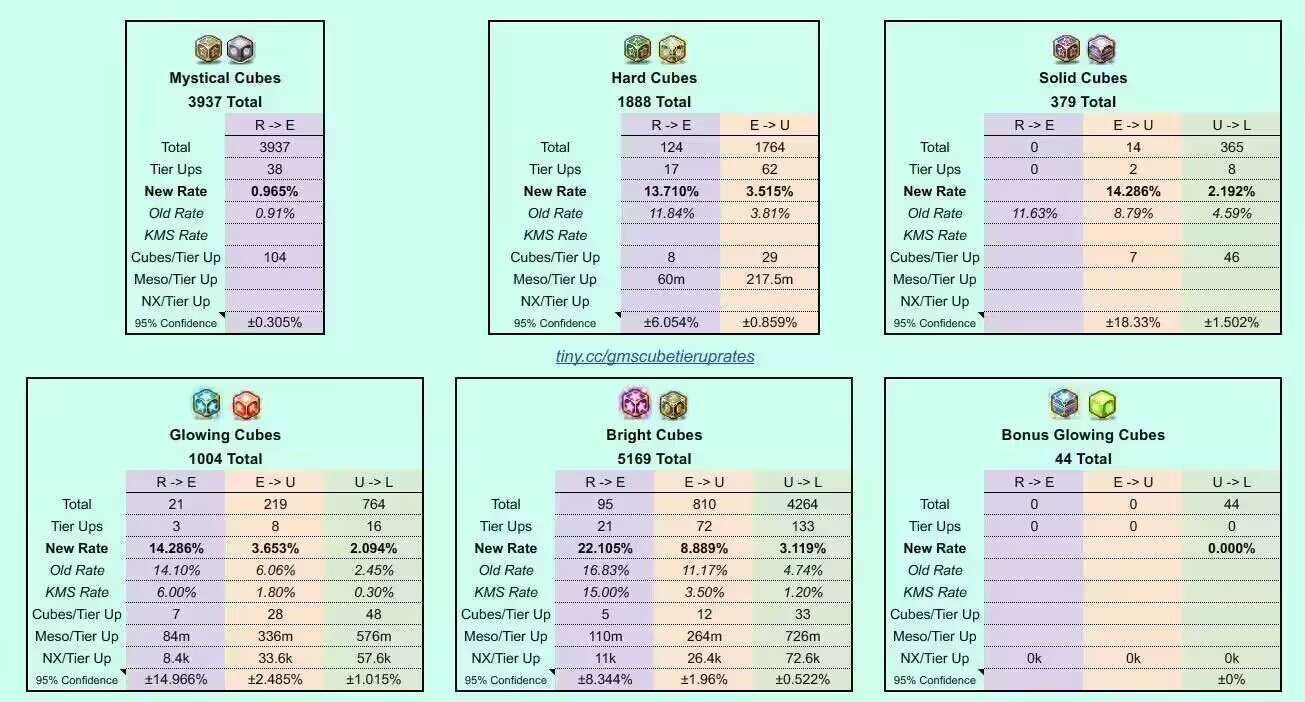 Mystical Cubes
3937 Total
R -> E
Total 3937
Tier Ups 38
New Rate 0.965%
Old Rate 0.91%
KMS Rate
Cubes/Tier Up 104
Meso/Tier Up
NX/Tier Up
95% Confidence ±0.305%
Hard Cubes
1888 Total
R -> E E -> U
Total 124 1764
Tier Ups 17 62
New Rate 13.710% 3.515%
Old Rate 11.84% 3.81%
KMS Rate
Cubes/Tier Up 8 29
Meso/Tier Up 60m 217.5m
NX/Tier Up
95% Confidence ±6.054% ±0.859%
Solid Cubes
379 Total
R -> E E -> U U -> L
Total 0 14 365
Tier Ups 0 2 8
New Rate 14.286% 2.192%
Old Rate 11.63% 8.79% 4.59%
KMS Rate
Cubes/Tier Up 7 46
Meso/Tier Up
NX/Tier Up
95% Confidence ±18.33% ±1.502%
tiny.cc/gmscubetieruprates
Glowing Cubes
1004 Total
R -> E E -> U U -> L
Total 21 219 764
Tier Ups 3 8 16
New Rate 14.286% 3.653% 2.094%
Old Rate 14.10% 6.06% 2.45%
KMS Rate 6.00% 1.80% 0.30%
Cubes/Tier Up 7 28 48
Meso/Tier Up 84m 336m 576m
NX/Tier Up 8.4k 33.6k 57.6k
95% Confidence ±14.966% ±2.485% ±1.015%
Bright Cubes
5169 Total
R -> E E -> U U -> L
Total 95 810 4264
Tier Ups 21 72 133
New Rate 22.105% 8.889% 3.119%
Old Rate 16.83% 11.17% 4.74%
KMS Rate 15.00% 3.50% 1.20%
Cubes/Tier Up 5 12 33
Meso/Tier Up 110m 264m 726m
NX/Tier Up 11k 26.4k 72.6k
95% Confidence ±8.344% ±1.96% ±0.522%
Bonus Glowing Cubes
44 Total
R -> E E -> U U -> L
Total 0 0 44
Tier Ups 0 0 0
New Rate 0.000%
Old Rate
KMS Rate
Cubes/Tier Up
Meso/Tier Up
NX/Tier Up 0k 0k 0k
95% Confidence ±0%